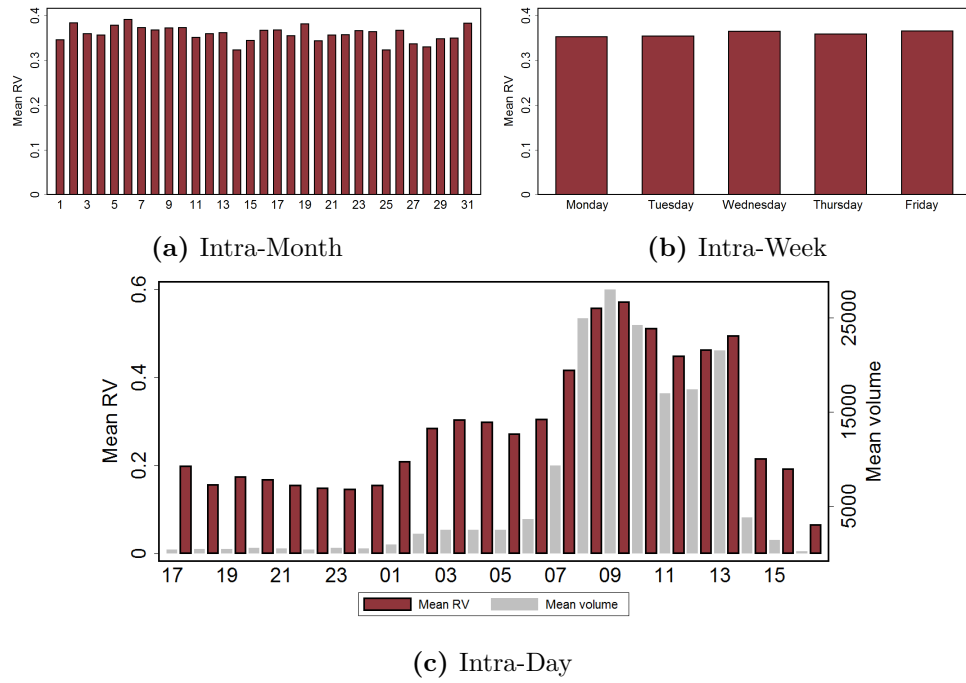 Mean RV
0.4
0.3
0.2
0.1
0
1 3 5 7 9 11 13 15 17 19 21 23 25 27 29 31
(a) Intra-Month
Mean RV
0.4
0.3
0.2
0.1
0
Monday Tuesday Wednesday Thursday Friday
(b) Intra-Week
Mean RV
0.6
0.4
0.2
0
Mean volume
25000
15000
5000
17 19 21 23 01 03 05 07 09 11 13 15
Mean RV Mean volume
(c) Intra-Day